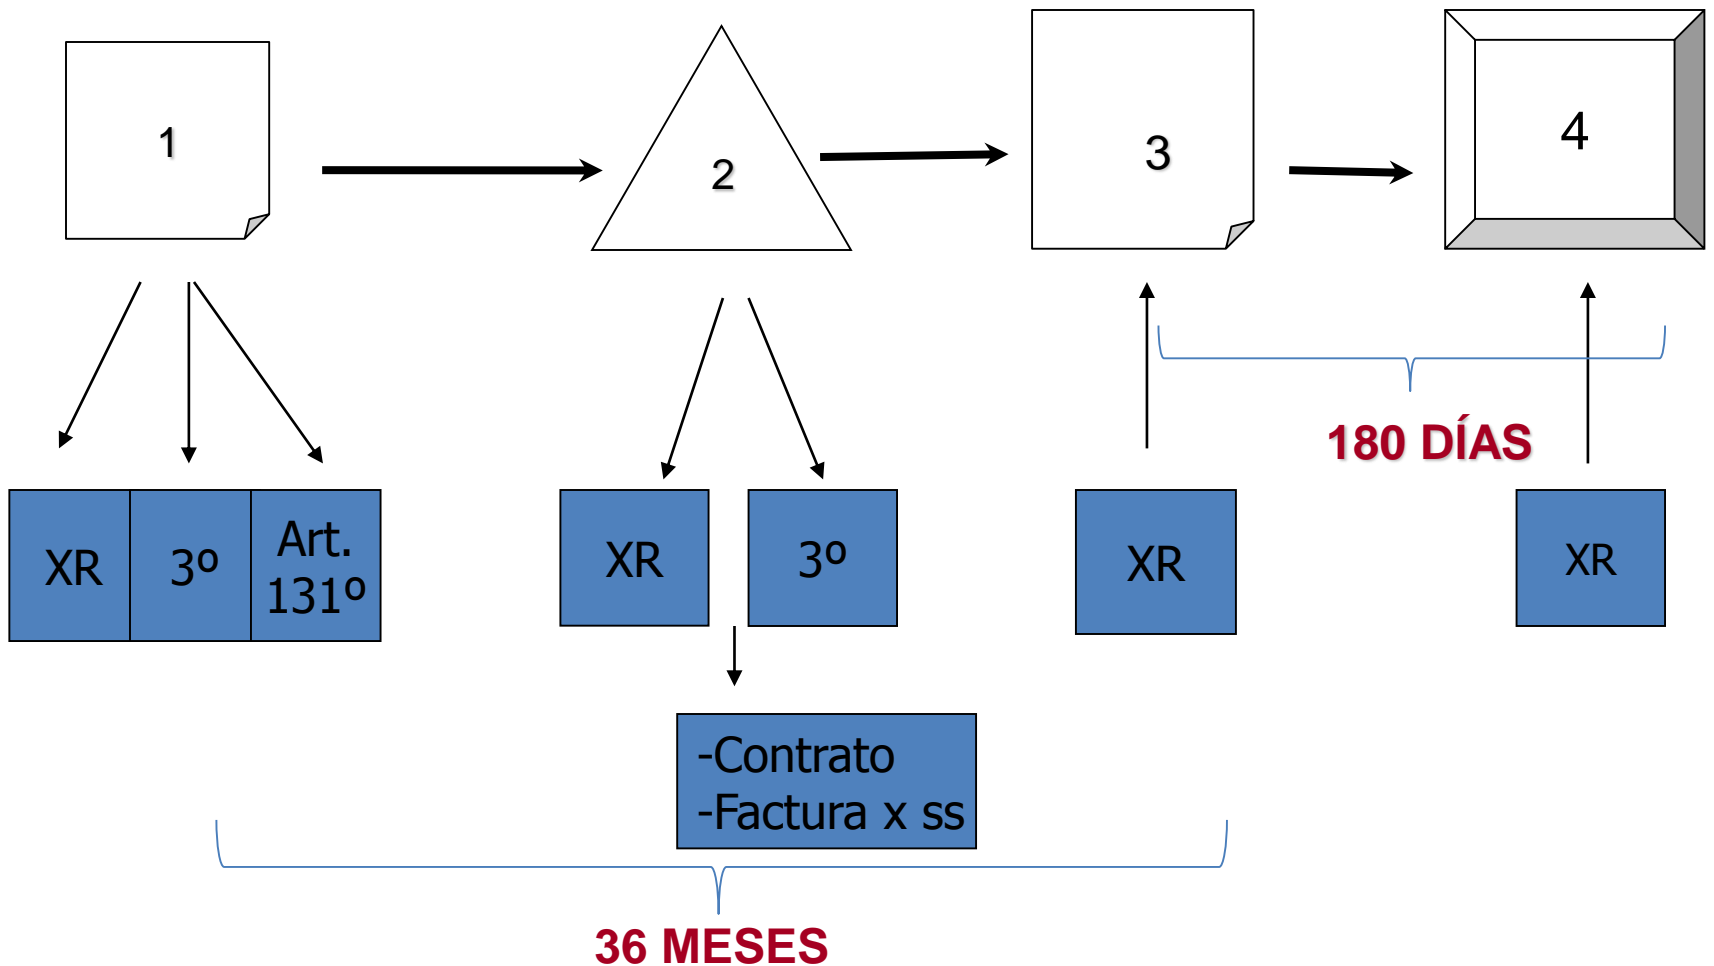 1
2
3
4
180 DÍAS
XR
3º
Art.
131º
XR
3º
XR
XR
-Contrato
-Factura x ss
36 MESES